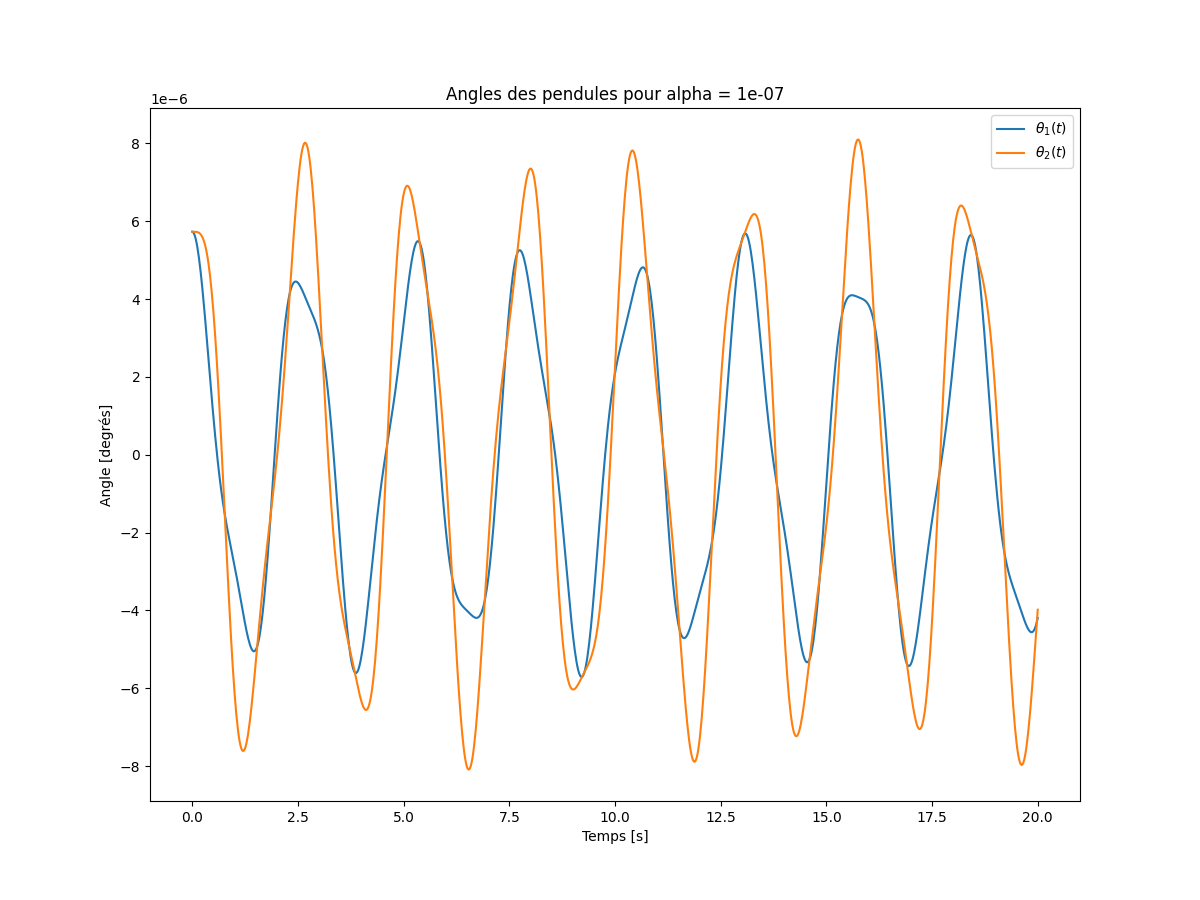 Angles des pendules pour alpha = 1e-07
1e−6
θ₁(t)
θ₂(t)
Angle [degrés]
8
6
4
2
0
−2
−4
−6
−8
0.0 2.5 5.0 7.5 10.0 12.5 15.0 17.5 20.0
Temps [s]